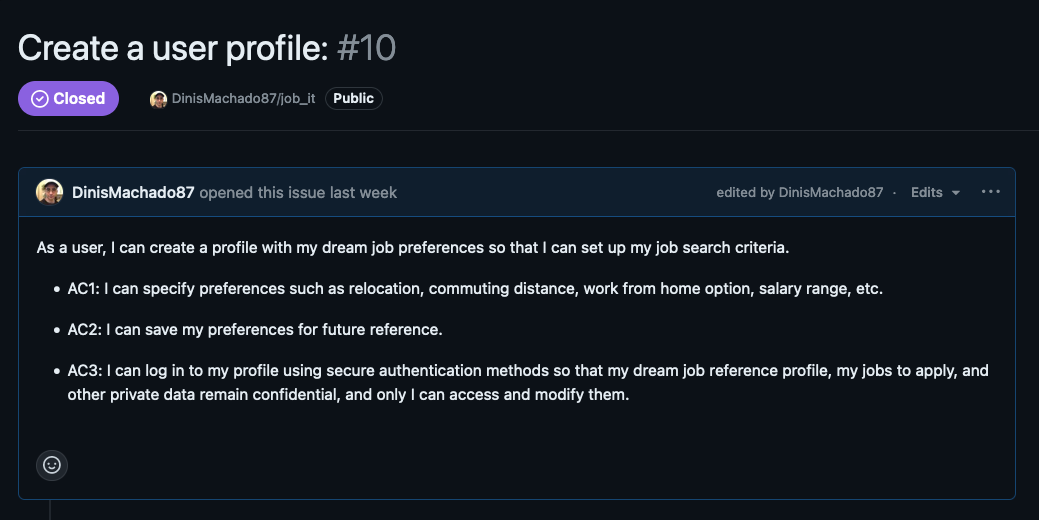 Create a user profile: #10
Closed DinisMachado87/job_it Public
DinisMachado87 opened this issue last week edited by DinisMachado87 · Edits
As a user, I can create a profile with my dream job preferences so that I can set up my job search criteria.
• AC1: I can specify preferences such as relocation, commuting distance, work from home option, salary range, etc.
• AC2: I can save my preferences for future reference.
• AC3: I can log in to my profile using secure authentication methods so that my dream job reference profile, my jobs to apply, and
other private data remain confidential, and only I can access and modify them.